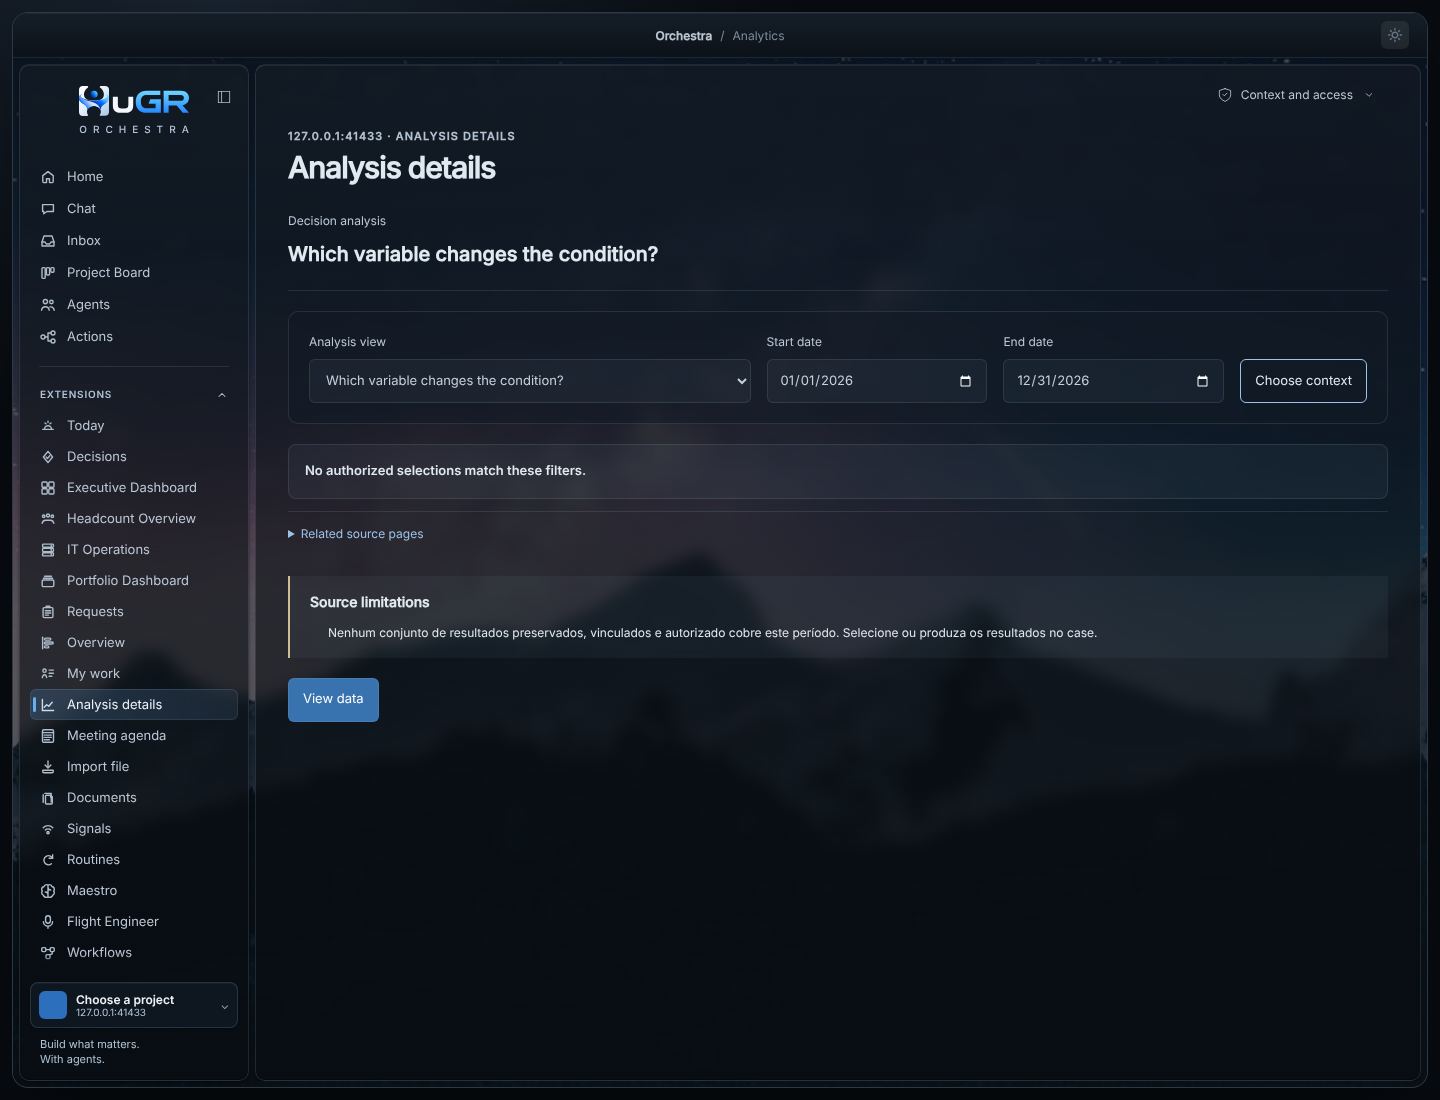 Orchestra / Analytics
HuGR
ORCHESTRA
Home
Chat
Inbox
Project Board
Agents
Actions
EXTENSIONS
Today
Decisions
Executive Dashboard
Headcount Overview
IT Operations
Portfolio Dashboard
Requests
Overview
My work
Analysis details
Meeting agenda
Import file
Documents
Signals
Routines
Maestro
Flight Engineer
Workflows
Choose a project
127.0.0.1:41433
Build what matters.
With agents.
Context and access
127.0.0.1:41433 · ANALYSIS DETAILS
Analysis details
Decision analysis
Which variable changes the condition?
Analysis view
Which variable changes the condition?
Start date
01/01/2026
End date
12/31/2026
Choose context
No authorized selections match these filters.
Related source pages
Source limitations
Nenhum conjunto de resultados preservados, vinculados e autorizado cobre este período. Selecione ou produza os resultados no case.
View data